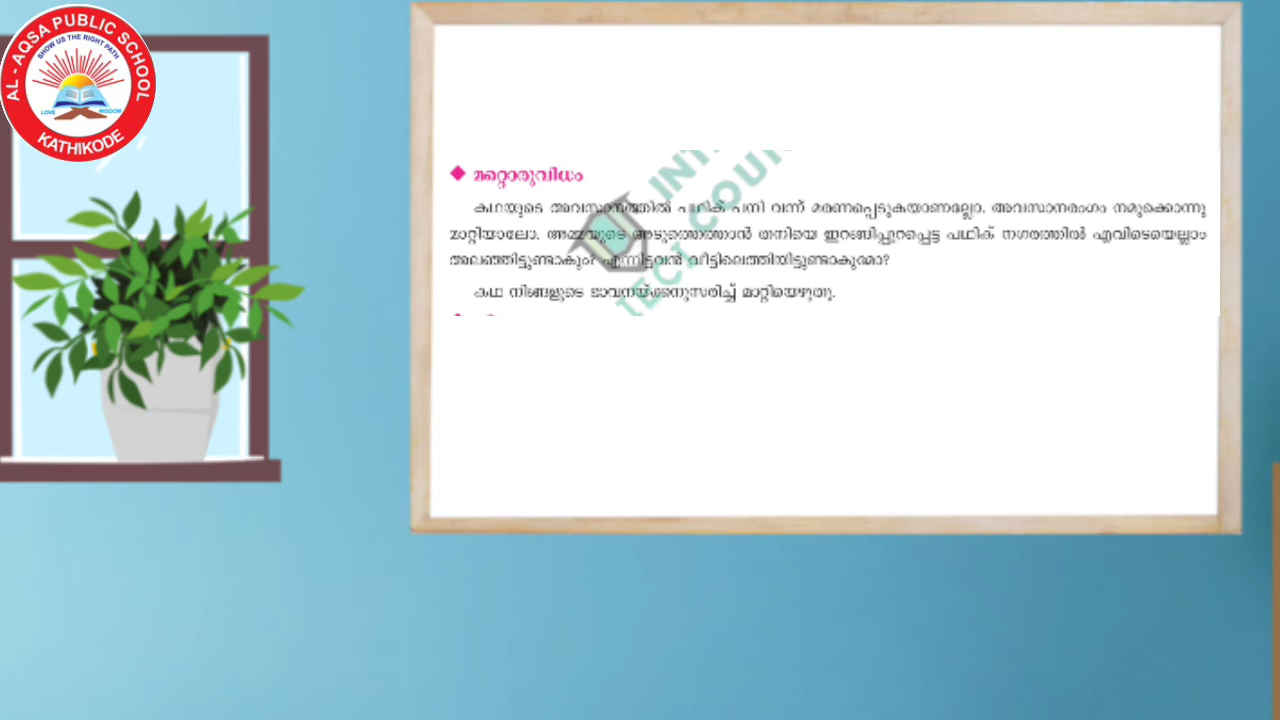 AL - AQSA PUBLIC SCHOOL
SHOW US THE RIGHT PATH
LOVE WISDOM
KATHIKODE
മറ്റൊരുവിധം
കഥയുടെ അവസാനത്തിൽ പഥിക് പനി വന്ന് മരണപ്പെടുകയാണല്ലോ. അവസാനരംഗം നമുക്കൊന്നു
മാറ്റിയാലോ. അമ്മയുടെ അടുത്തെത്താൻ തനിയെ ഇറങ്ങിപ്പുറപ്പെട്ട പഥിക് നഗരത്തിൽ എവിടെയെല്ലാം
അലഞ്ഞിട്ടുണ്ടാകും? എന്നിട്ടവൻ വീട്ടിലെത്തിയിട്ടുണ്ടാകുമോ?
കഥ നിങ്ങളുടെ ഭാവനയ്ക്കനുസരിച്ച് മാറ്റിയെഴുതൂ.
TECH COUN